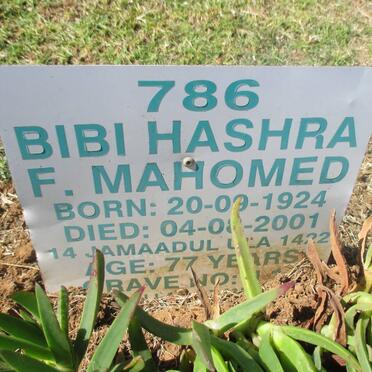 786
BIBI HASHRA
F. MAHOMED
BORN: 20-09-1924
DIED: 04-08-2001
14 JAMAADUL 1422
AGE: 77 YEARS
GRAVE NO: